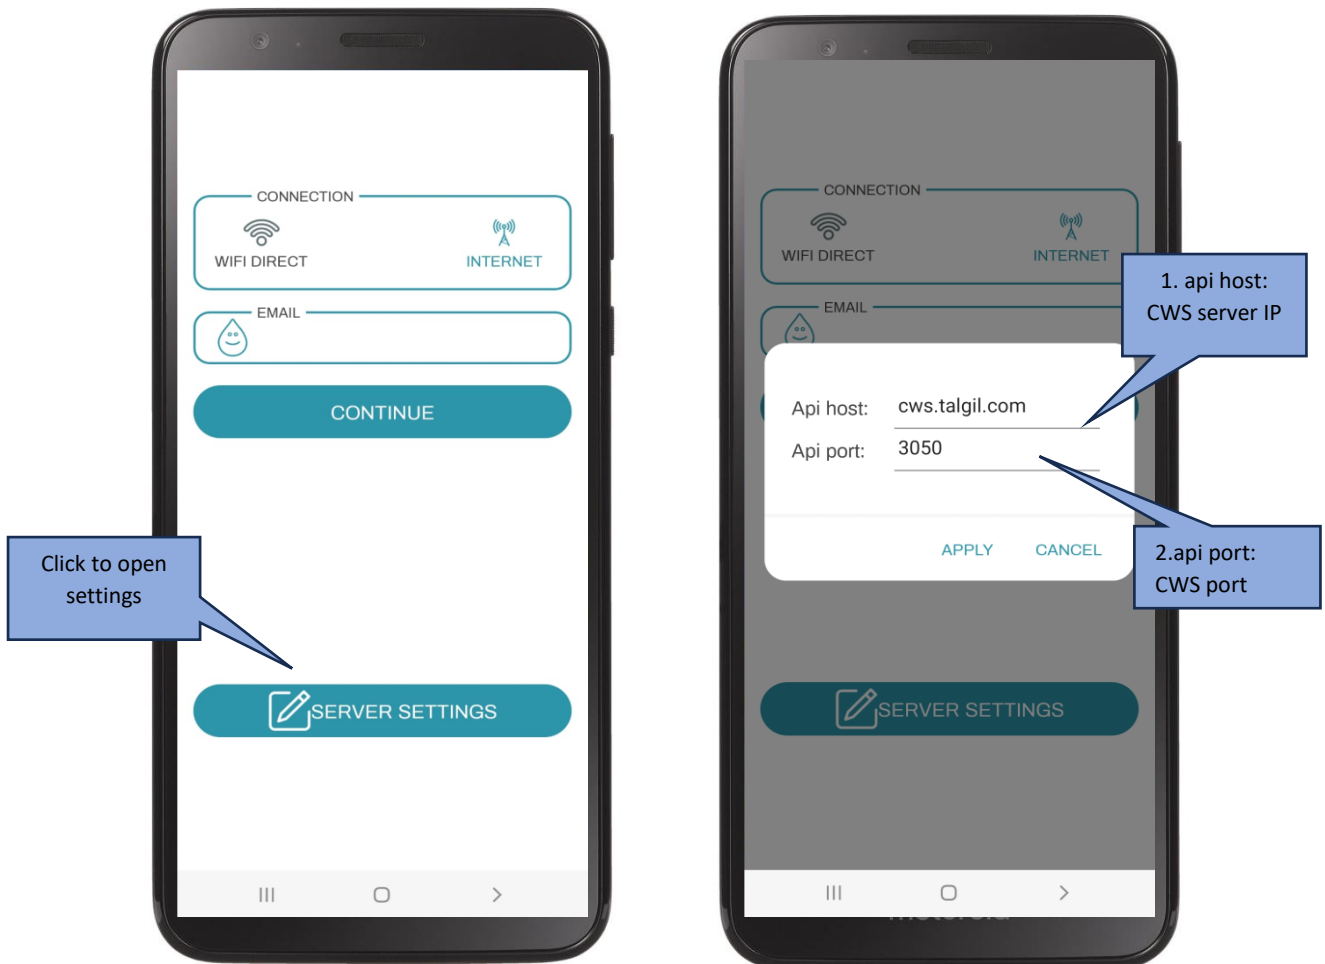 CONNECTION
WIFI DIRECT
INTERNET
EMAIL
CONTINUE
Click to open
settings
SERVER SETTINGS
CONNECTION
WIFI DIRECT
INTERNET
1. api host:
CWS server IP
EMAIL
Api host: cws.talgil.com
Api port: 3050
APPLY CANCEL
2.api port:
CWS port
SERVER SETTINGS